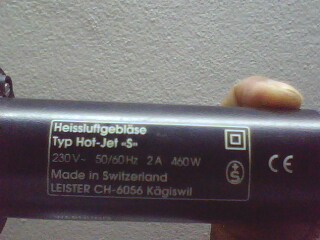 Heissluftgebläse
Typ Hot-Jet «S»
230V~ 50/60Hz 2A 460W
Made in Switzerland
LEISTER CH-6056 Kägiswil
S
CE